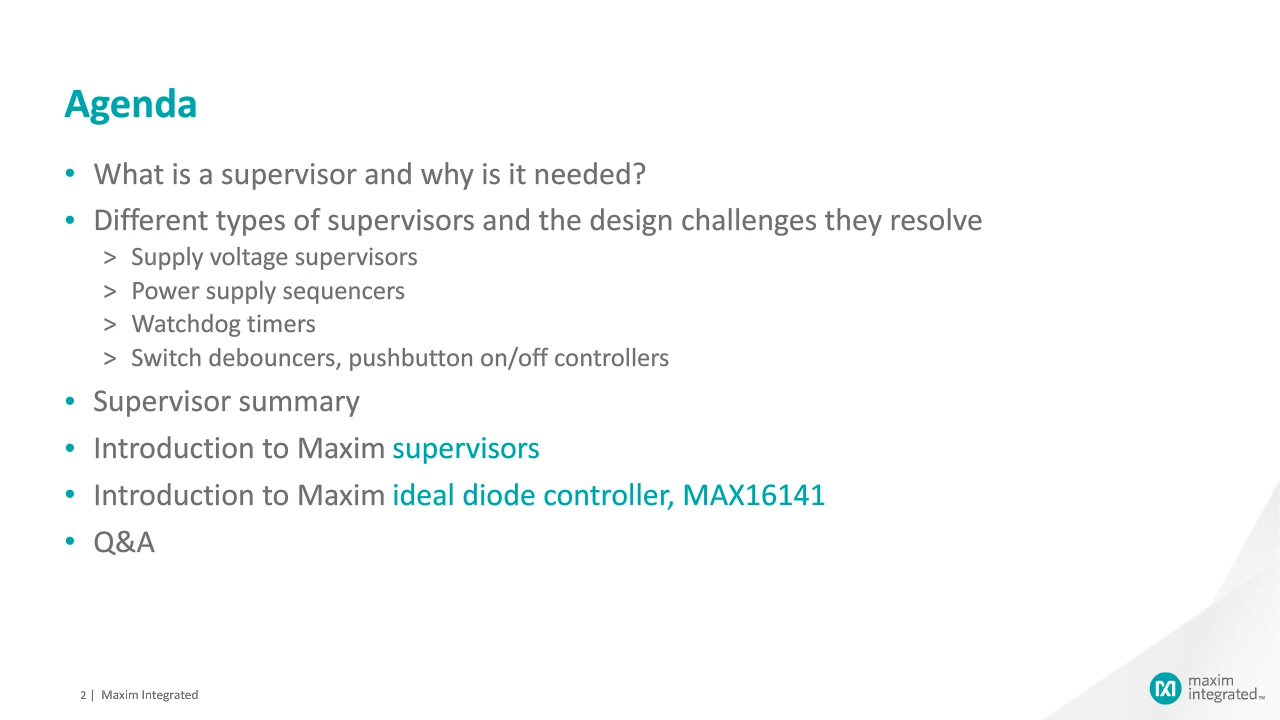 Agenda
• What is a supervisor and why is it needed?
• Different types of supervisors and the design challenges they resolve
> Supply voltage supervisors
> Power supply sequencers
> Watchdog timers
> Switch debouncers, pushbutton on/off controllers
• Supervisor summary
• Introduction to Maxim supervisors
• Introduction to Maxim ideal diode controller, MAX16141
• Q&A
2 | Maxim Integrated
maxim
integrated™